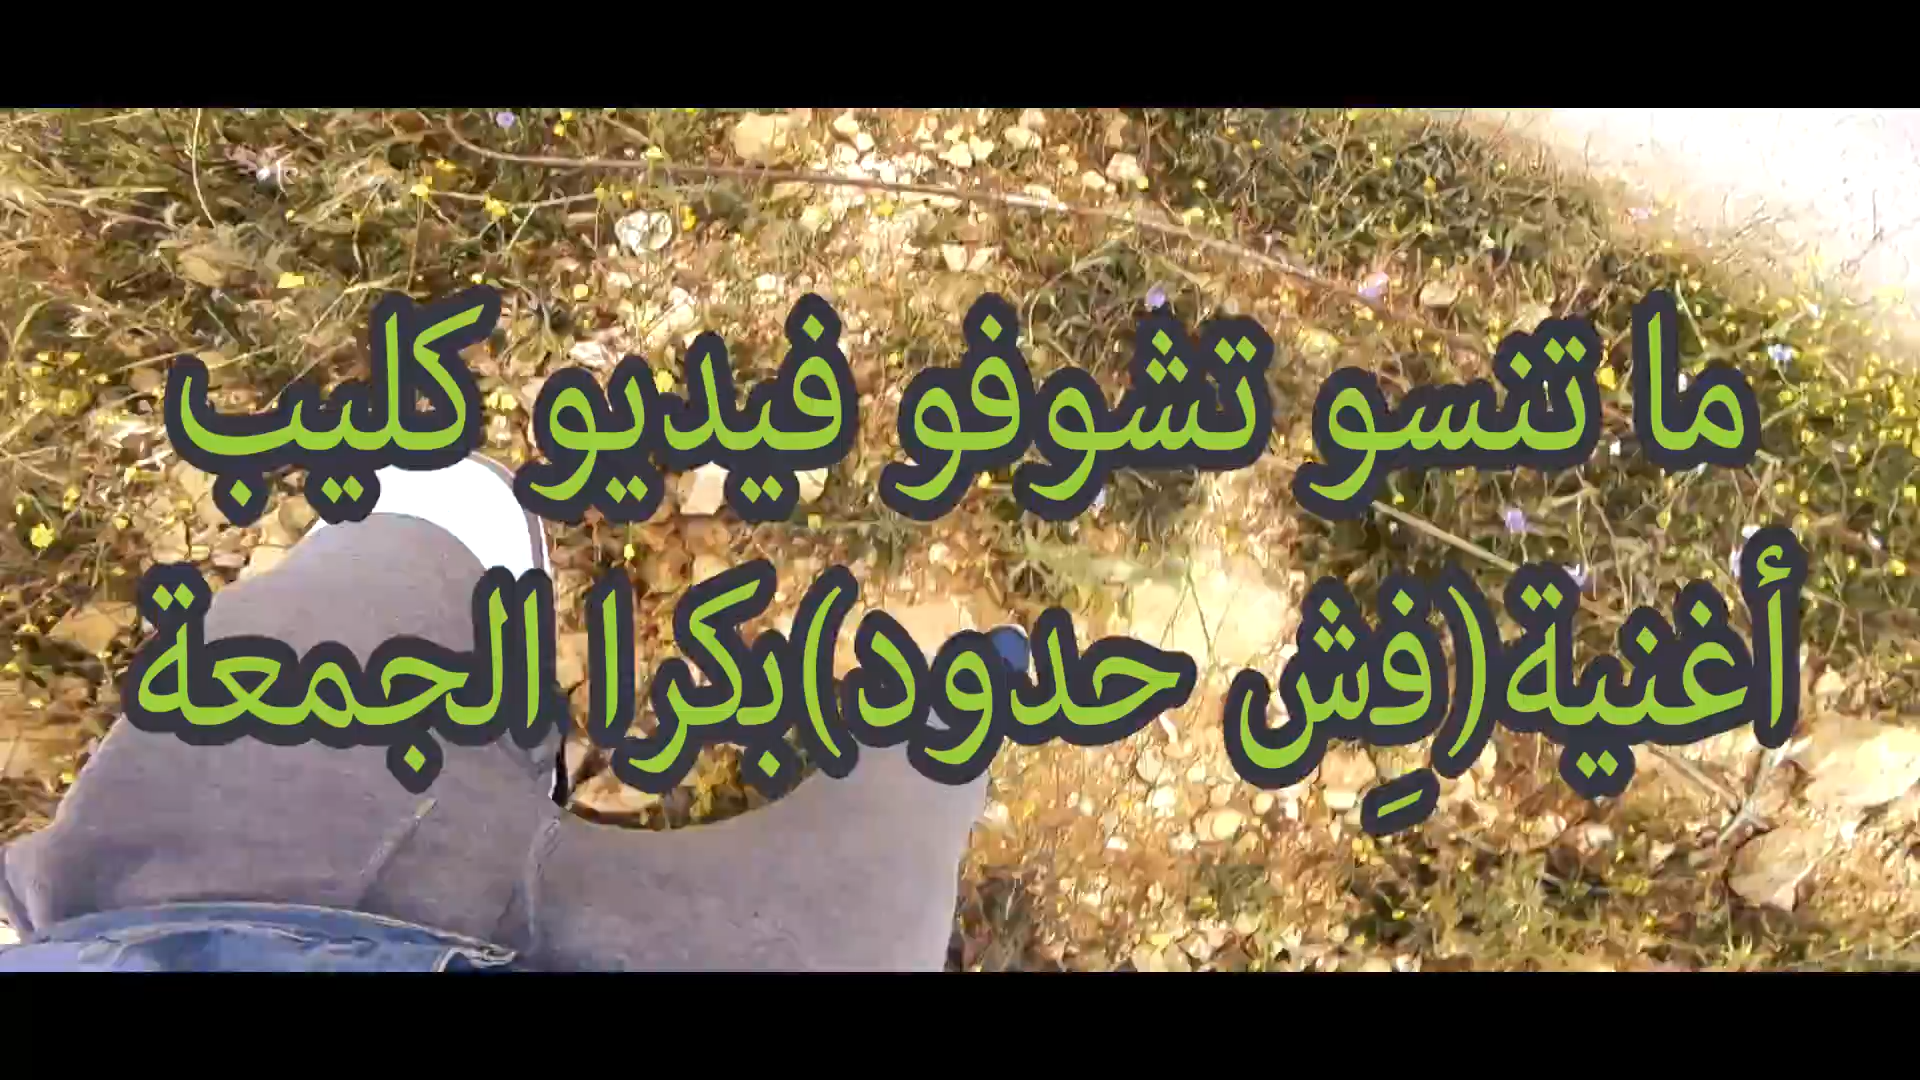 ما تنسو تشوفو فيديو كليب
أغنية(فِش حدود)بكرا الجمعة